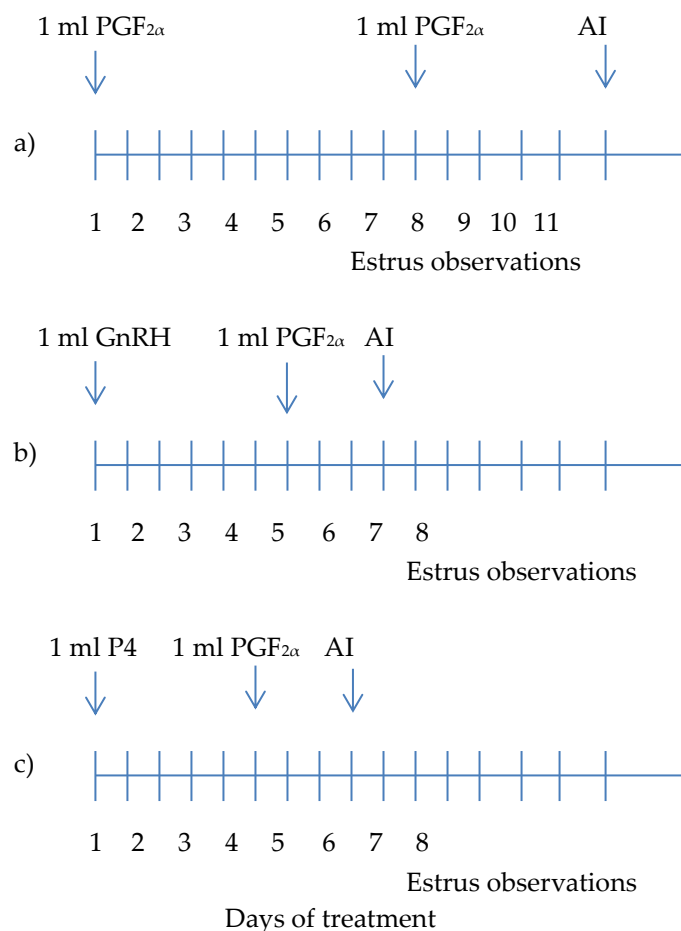 1 ml PGF2α 1 ml PGF2α AI
a)
1 2 3 4 5 6 7 8 9 10 11
Estrus observations
1 ml GnRH 1 ml PGF2α AI
b)
1 2 3 4 5 6 7 8
Estrus observations
1 ml P4 1 ml PGF2α AI
c)
1 2 3 4 5 6 7 8
Estrus observations
Days of treatment